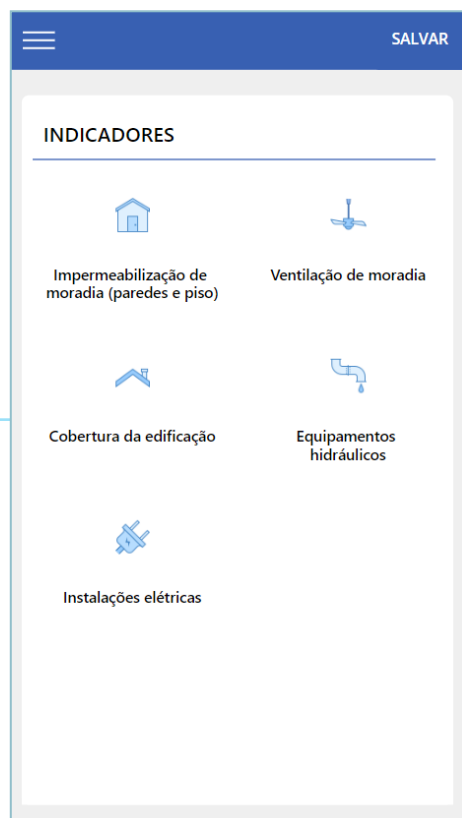 SALVAR
INDICADORES
Impermeabilização de
moradia (paredes e piso)
Ventilação de moradia
Cobertura da edificação
Equipamentos
hidráulicos
Instalações elétricas